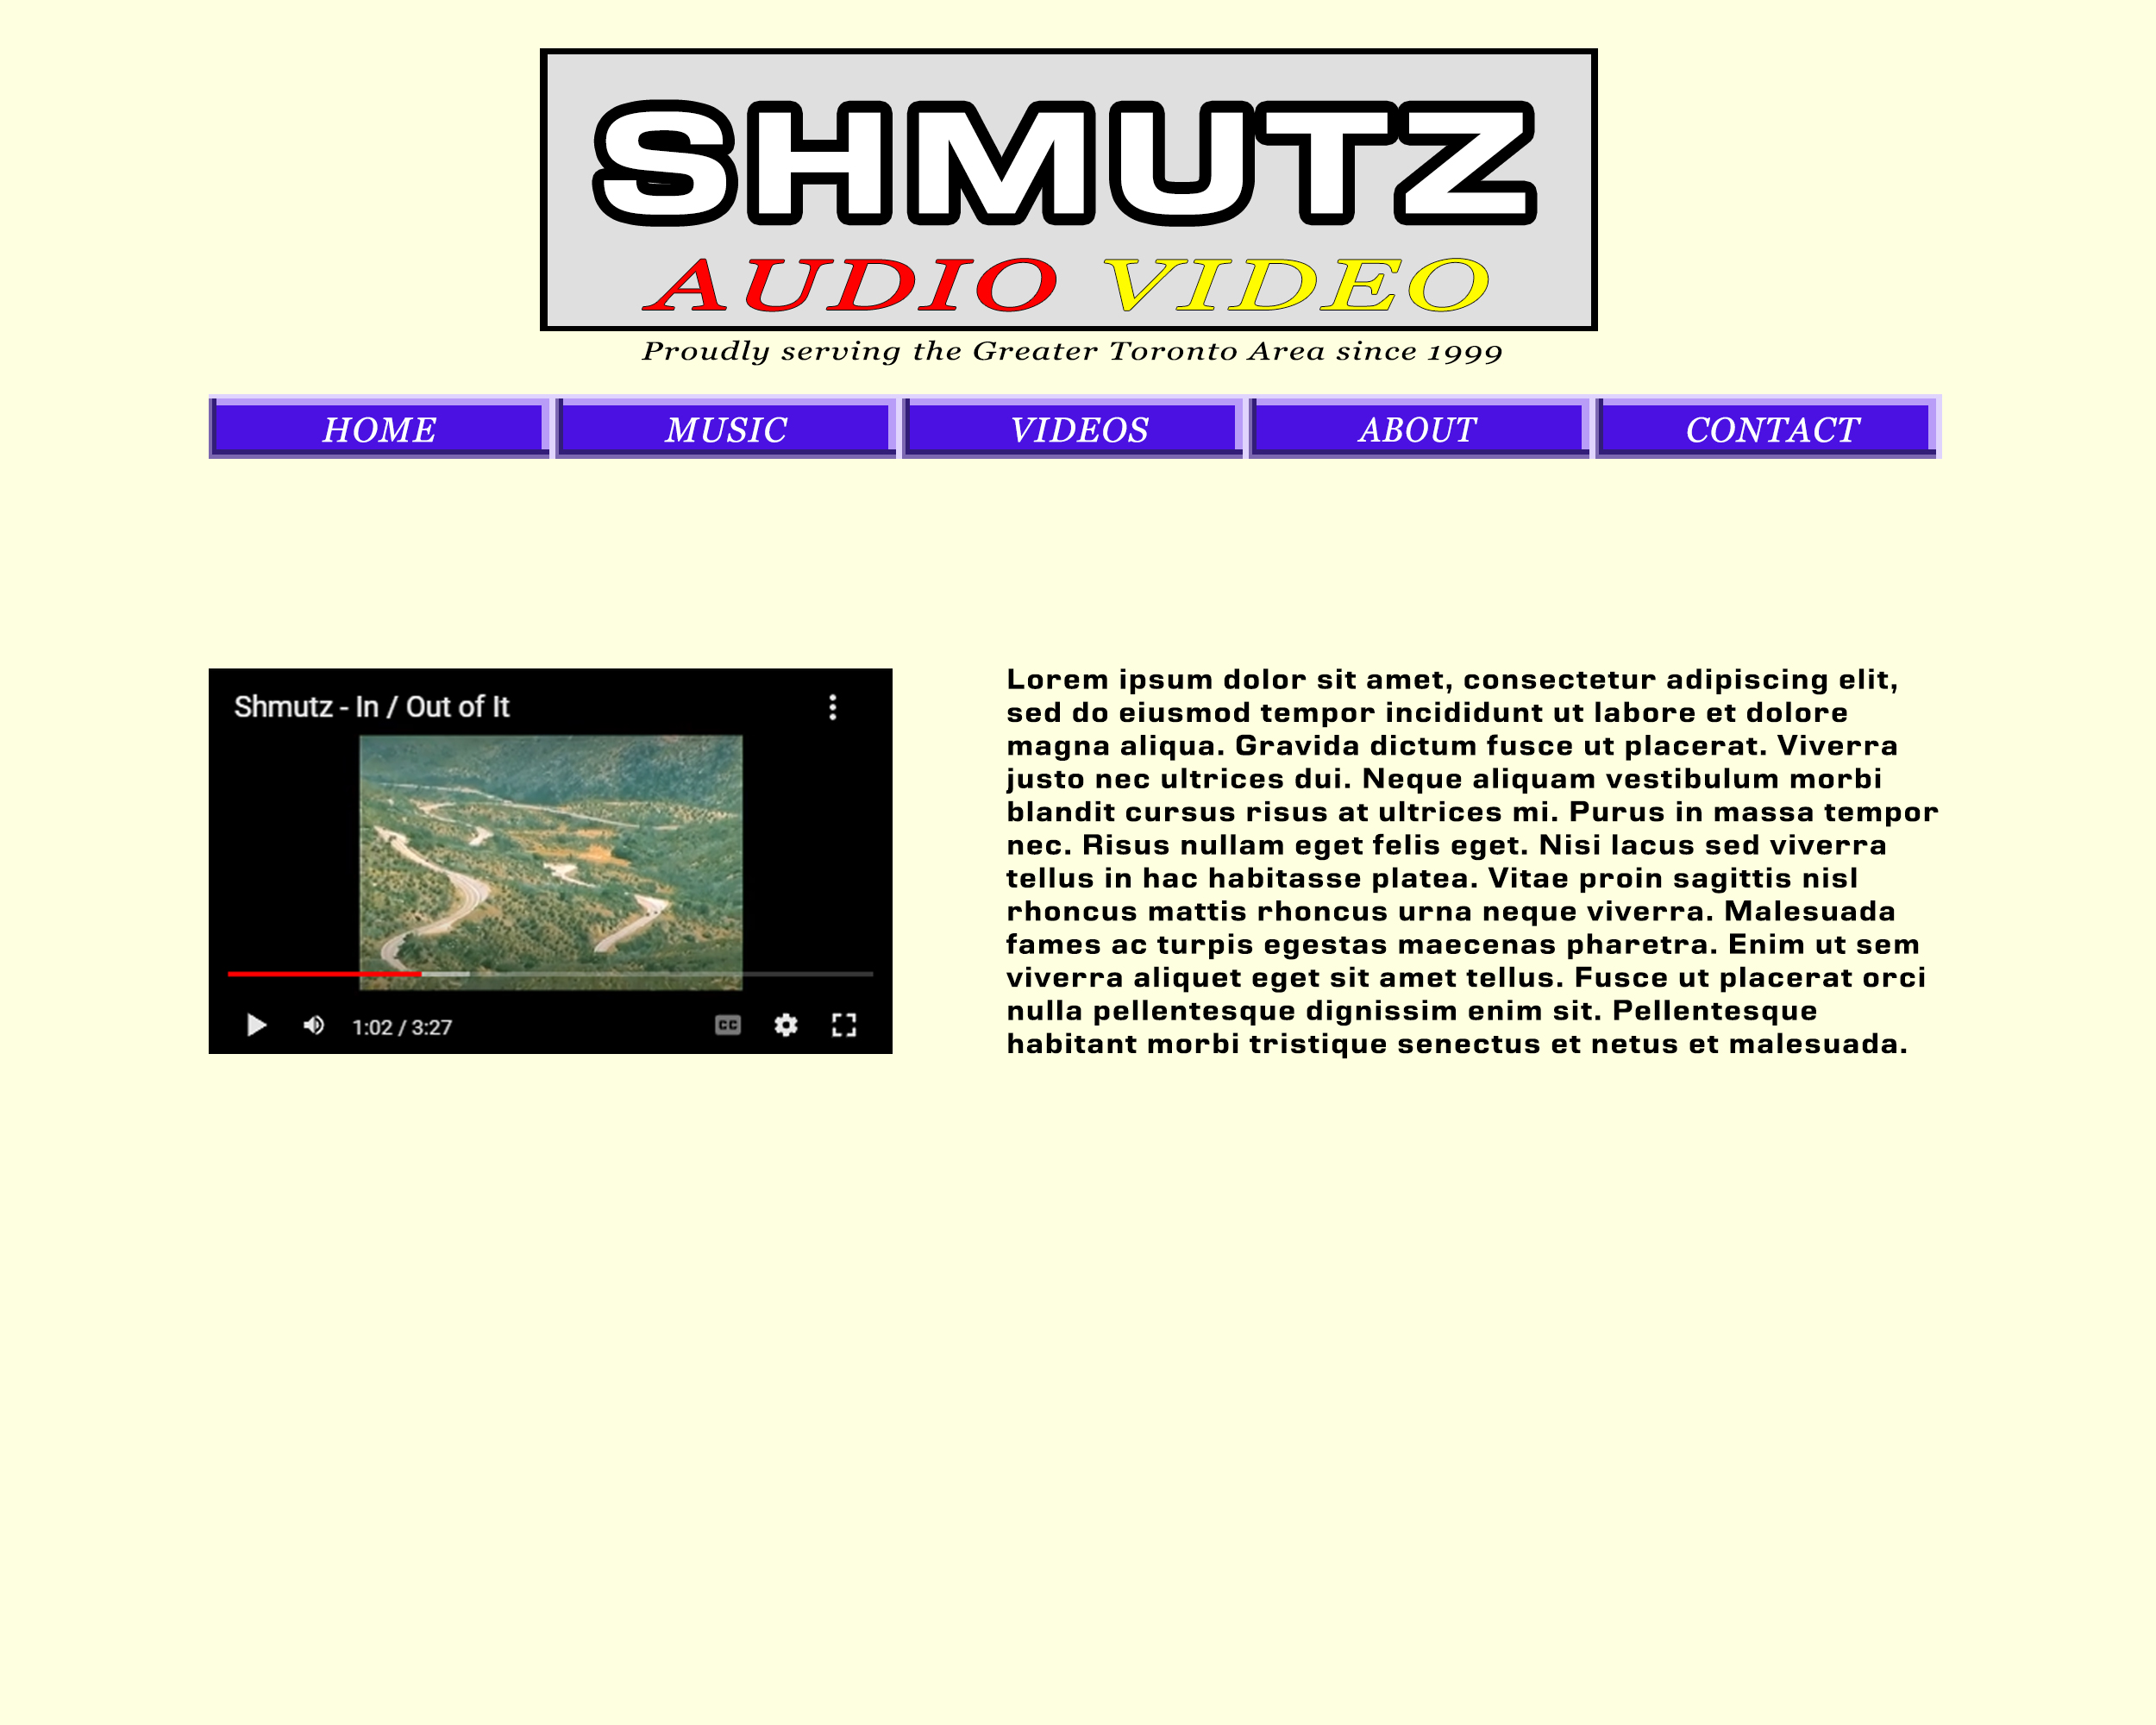 SHMUTZ
AUDIO VIDEO
Proudly serving the Greater Toronto Area since 1999
HOME MUSIC VIDEOS ABOUT CONTACT
Shmutz - In / Out of It
1:02 / 3:27
CC
Lorem ipsum dolor sit amet, consectetur adipiscing elit,
sed do eiusmod tempor incididunt ut labore et dolore
magna aliqua. Gravida dictum fusce ut placerat. Viverra
justo nec ultrices dui. Neque aliquam vestibulum morbi
blandit cursus risus at ultrices mi. Purus in massa tempor
nec. Risus nullam eget felis eget. Nisi lacus sed viverra
tellus in hac habitasse platea. Vitae proin sagittis nisl
rhoncus mattis rhoncus urna neque viverra. Malesuada
fames ac turpis egestas maecenas pharetra. Enim ut sem
viverra aliquet eget sit amet tellus. Fusce ut placerat orci
nulla pellentesque dignissim enim sit. Pellentesque
habitant morbi tristique senectus et netus et malesuada.